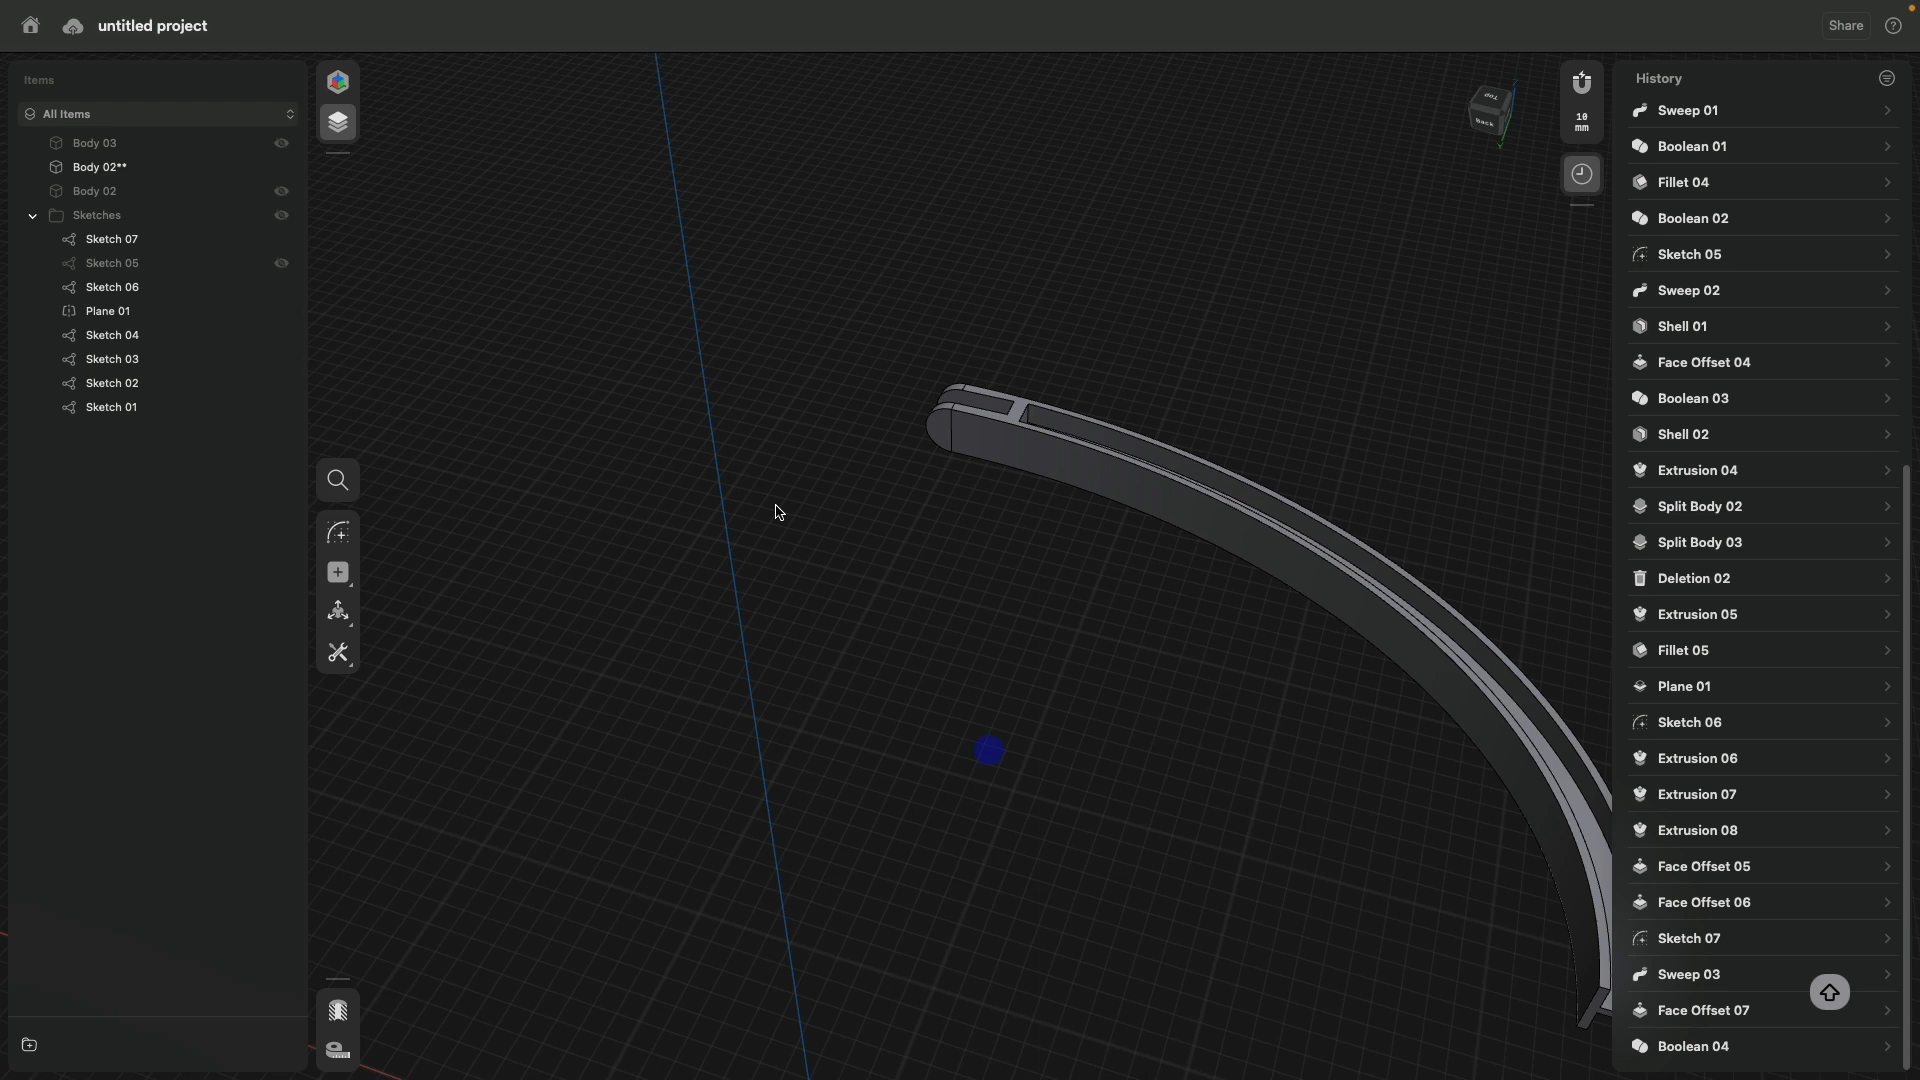 untitled project
Share
Items
All Items
Body 03
Body 02**
Body 02
Sketches
Sketch 07
Sketch 05
Sketch 06
Plane 01
Sketch 04
Sketch 03
Sketch 02
Sketch 01
Top
Back
Y
10
mm
History
Sweep 01
Boolean 01
Fillet 04
Boolean 02
Sketch 05
Sweep 02
Shell 01
Face Offset 04
Boolean 03
Shell 02
Extrusion 04
Split Body 02
Split Body 03
Deletion 02
Extrusion 05
Fillet 05
Plane 01
Sketch 06
Extrusion 06
Extrusion 07
Extrusion 08
Face Offset 05
Face Offset 06
Sketch 07
Sweep 03
Face Offset 07
Boolean 04